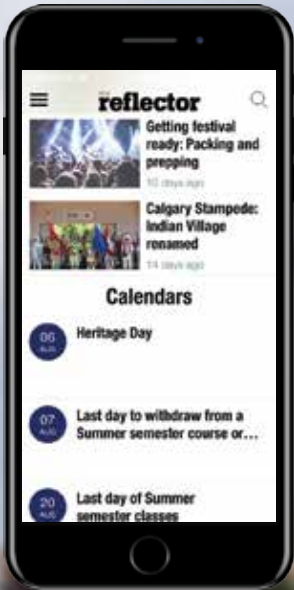 the
reflector
Getting festival
ready: Packing and
prepping
10 days ago
Calgary Stampede:
Indian Village
renamed
14 days ago
Calendars
06
AUG
Heritage Day
07
AUG
Last day to withdraw from a
Summer semester course or…
20
AUG
Last day of Summer
semester classes